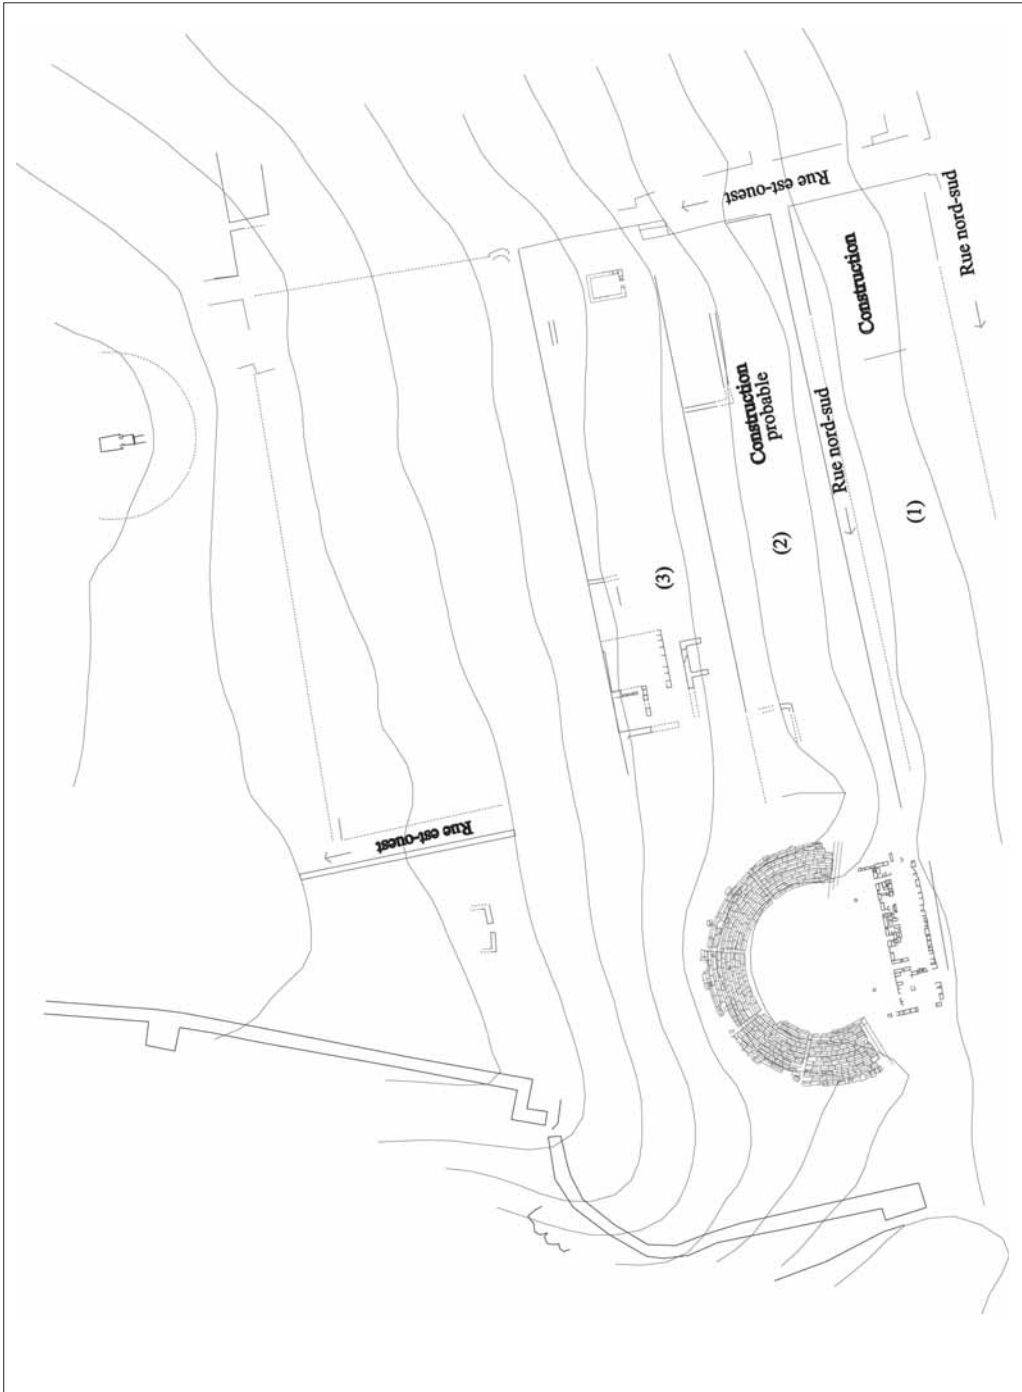 Rue est-ouest
Rue nord-sud
Construction
Construction
probable
Rue nord-sud
(1)
(2)
(3)
Rue est-ouest